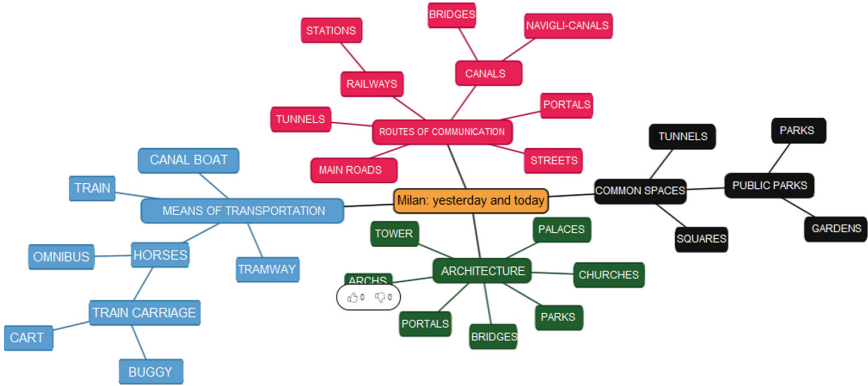 BRIDGES
NAVIGLI-CANALS
STATIONS
CANALS
RAILWAYS
PORTALS
TUNNELS
ROUTES OF COMMUNICATION
STREETS
MAIN ROADS
TUNNELS
PARKS
COMMON SPACES
PUBLIC PARKS
SQUARES
GARDENS
CANAL BOAT
TRAIN
MEANS OF TRANSPORTATION
Milan: yesterday and today
OMNIBUS
HORSES
TRAMWAY
TRAIN CARRIAGE
CART
BUGGY
TOWER
PALACES
ARCHITECTURE
CHURCHES
ARCHS
0 0
PORTALS
PARKS
BRIDGES